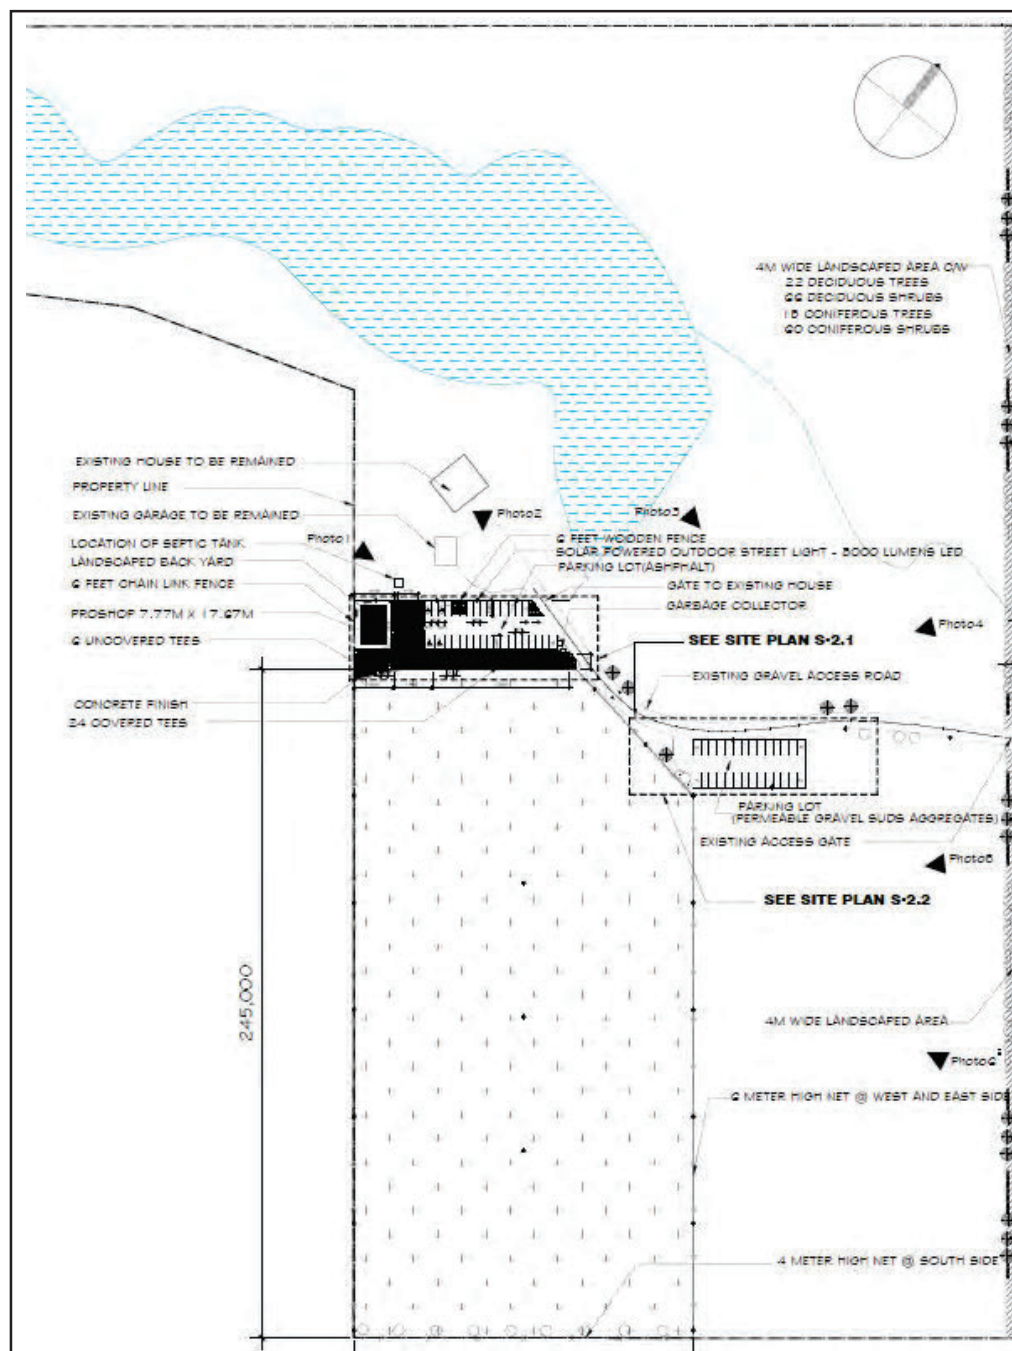 4M WIDE LANDSCAPED AREA C/W
22 DECIDUOUS TREES
66 DECIDUOUS SHRUBS
18 CONIFEROUS TREES
60 CONIFEROUS SHRUBS
EXISTING HOUSE TO BE REMAINED
PROPERTY LINE
EXISTING GARAGE TO BE REMAINED
LOCATION OF SEPTIC TANK
LANDSCAPED BACK YARD
6 FEET CHAIN LINK FENCE
PROSHOP 7.77M X 17.67M
6 UNCOVERED TEES
CONCRETE FINISH
24 COVERED TEES
Photo1
Photo2
Photo3
6 FEET WOODEN FENCE
SOLAR POWERED OUTDOOR STREET LIGHT - 8000 LUMENS LED
PARKING LOT(ASHPHALT)
GATE TO EXISTING HOUSE
GARBAGE COLLECTOR
Photo4
SEE SITE PLAN S-2.1
EXISTING GRAVEL ACCESS ROAD
PARKING LOT
(PERMEABLE GRAVEL SUDS AGGREGATES)
EXISTING ACCESS GATE
Photo5
SEE SITE PLAN S-2.2
245,000
4M WIDE LANDSCAPED AREA
Photo6
6 METER HIGH NET @ WEST AND EAST SIDE
4 METER HIGH NET @ SOUTH SIDE